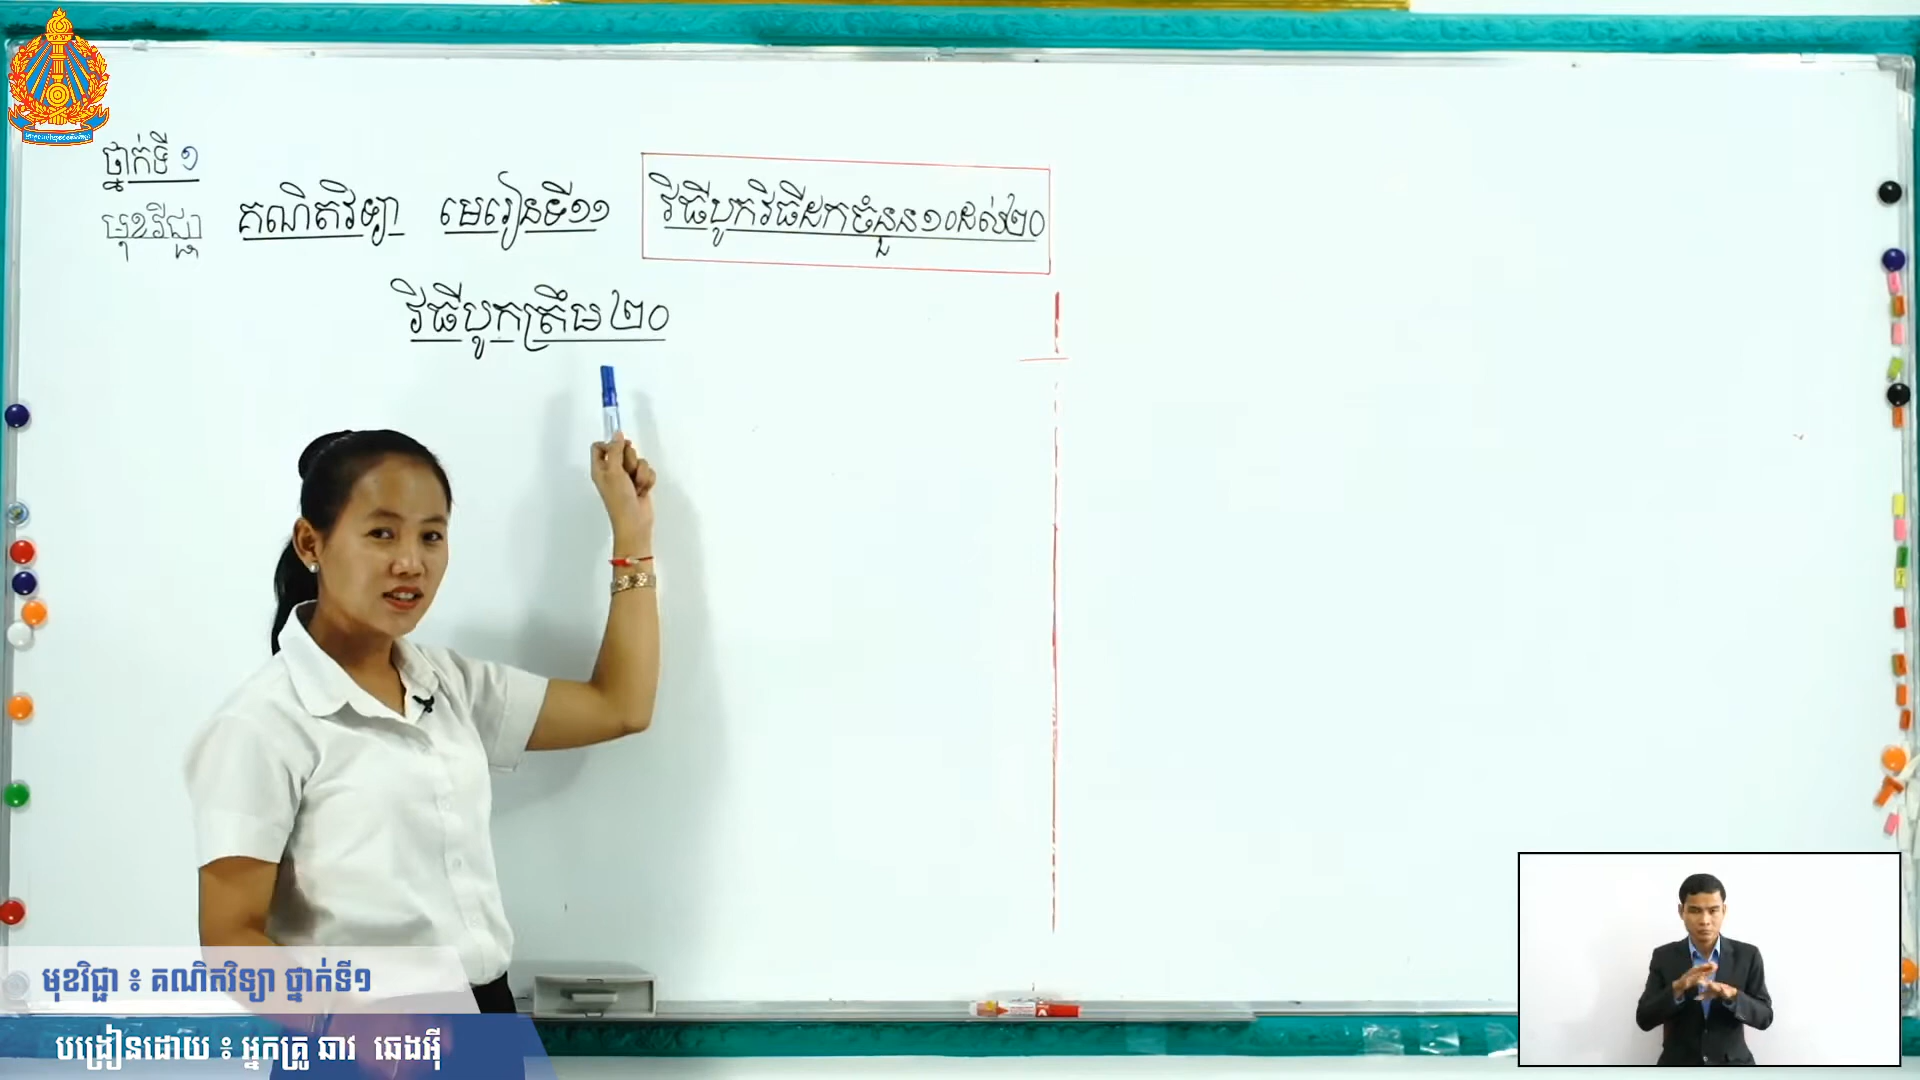 ថ្នាក់ទី ១
មុខវិជ្ជា គណិតវិទ្យា មេរៀនទី១១ វិធីបូកវិធីដកចំនួន១០ដល់២០
វិធីបូកត្រឹម ២០
មុខវិជ្ជា ៖ គណិតវិទ្យា ថ្នាក់ទី១
បង្រៀនដោយ ៖ អ្នកគ្រូ ឆាវ ឆេងអ៊ី